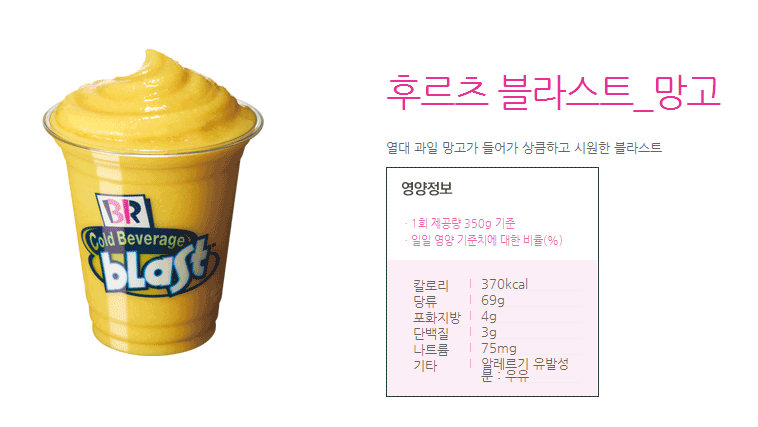 후르츠 블라스트_망고
열대 과일 망고가 들어가 상큼하고 시원한 블라스트
BR
Cold Beverage
blast
영양정보
· 1회 제공량 350g 기준
· 일일 영양 기준치에 대한 비율(%)
칼로리 | 370kcal
당류 | 69g
포화지방 | 4g
단백질 | 3g
나트륨 | 75mg
기타 | 알레르기 유발성
분 : 우유